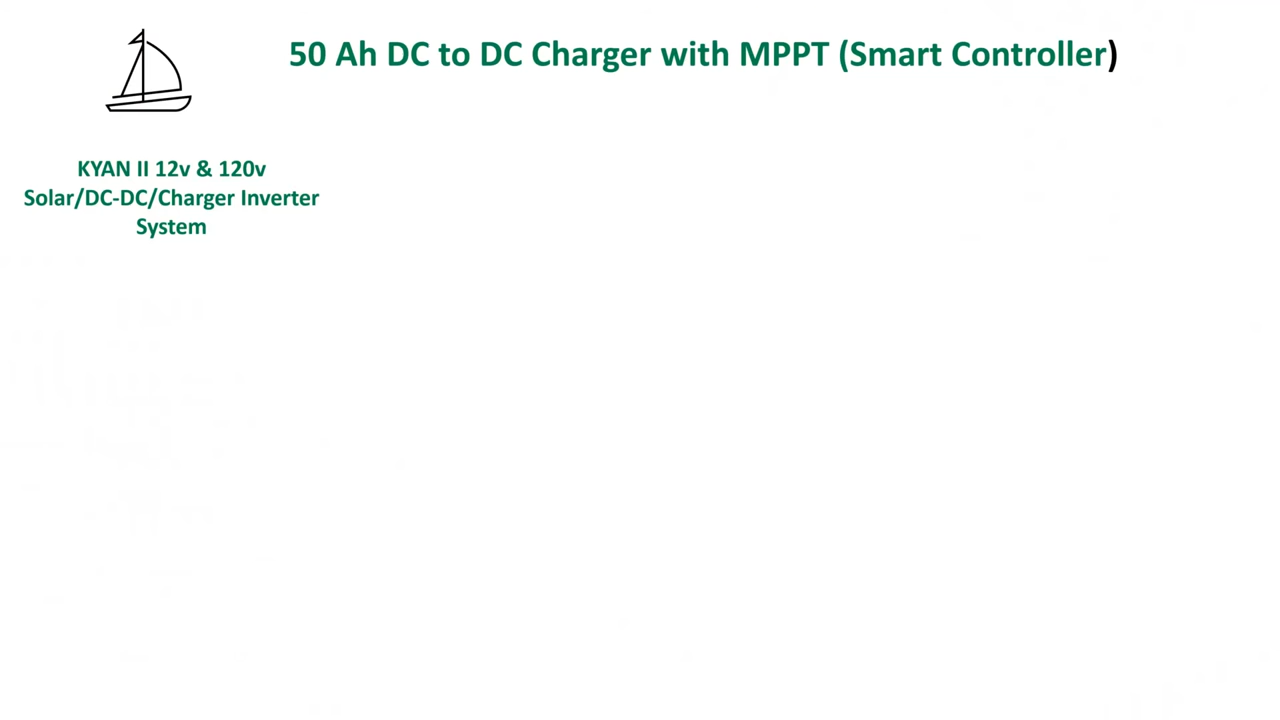 50 Ah DC to DC Charger with MPPT (Smart Controller)
KYAN II 12v & 120v
Solar/DC-DC/Charger Inverter
System